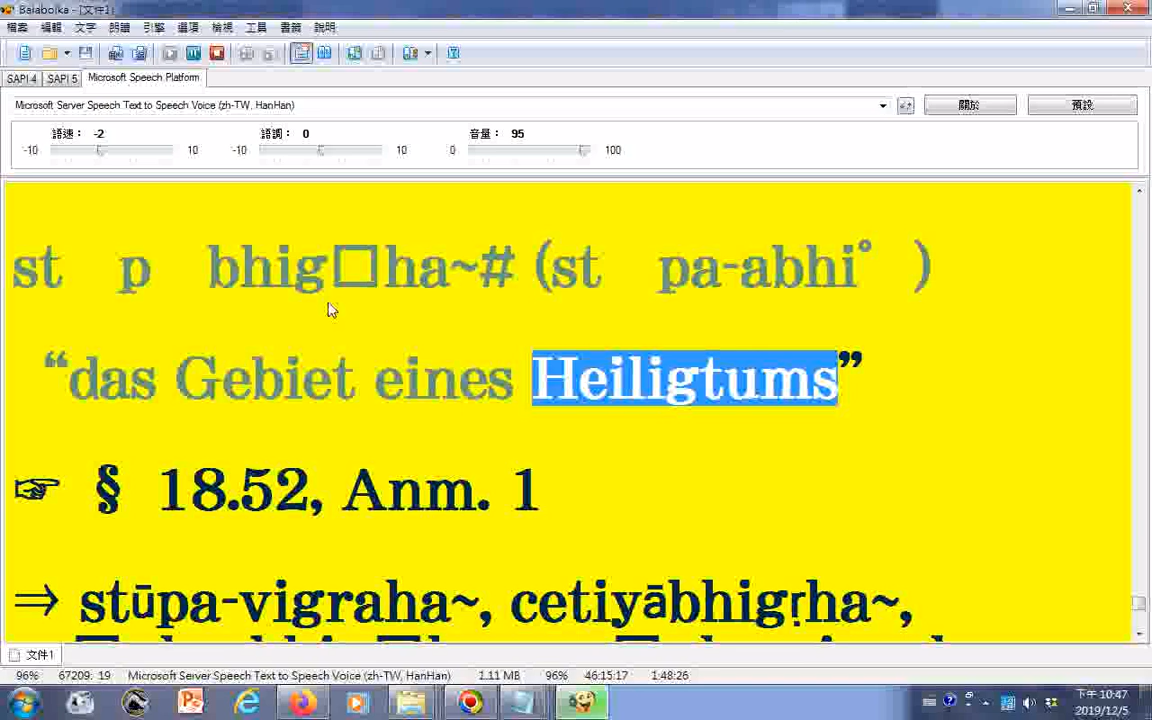 Balabolka - [文件1]
檔案 編輯 文字 朗讀 引擎 選項 檢視 工具 書籤 說明
SAPI 4 SAPI 5 Microsoft Speech Platform
Microsoft Server Speech Text to Speech Voice (zh-TW, HanHan) 關於 預設
語速: -2 語調: 0 音量: 95
-10 10 -10 10 0 100
st p bhig□ha~# (st pa-abhi° )
“das Gebiet eines Heiligtums”
☞ § 18.52, Anm. 1
⇒ stūpa-vigraha~, cetiyābhigṛha~,
文件1
96% 67209: 19 Microsoft Server Speech Text to Speech Voice (zh-TW, HanHan) 1.11 MB 96% 46:15:17 1:48:26
下午 10:47
2019/12/5